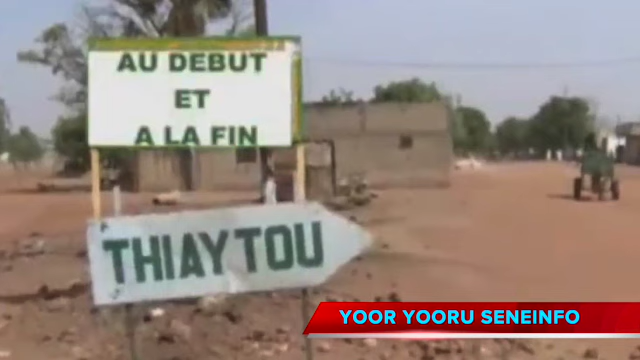 AU DEBUT
ET
A LA FIN
THIAYTOU
YOOR YOORU SENEINFO